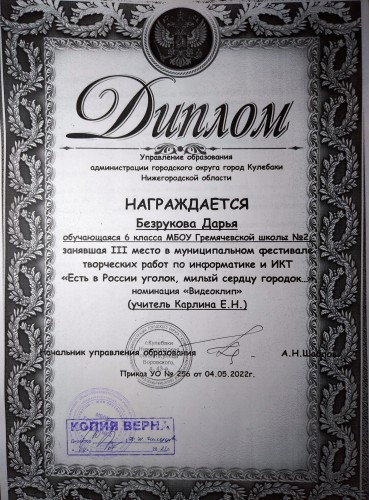 Диплом
Управление образования
администрации городского округа город Кулебаки
Нижегородской области
НАГРАЖДАЕТСЯ
Безрукова Дарья
обучающаяся 6 класса МБОУ Гремячевской школы №2,
занявшая III место в муниципальном фестивале
творческих работ по информатике и ИКТ
«Есть в России уголок, милый сердцу городок...»
номинация «Видеоклип»
(учитель Карлина Е.Н.)
г.Кулебаки
Начальник управления образования
Приказ УО № 256 от 04.05.2022г.
КОПИЯ ВЕРНА